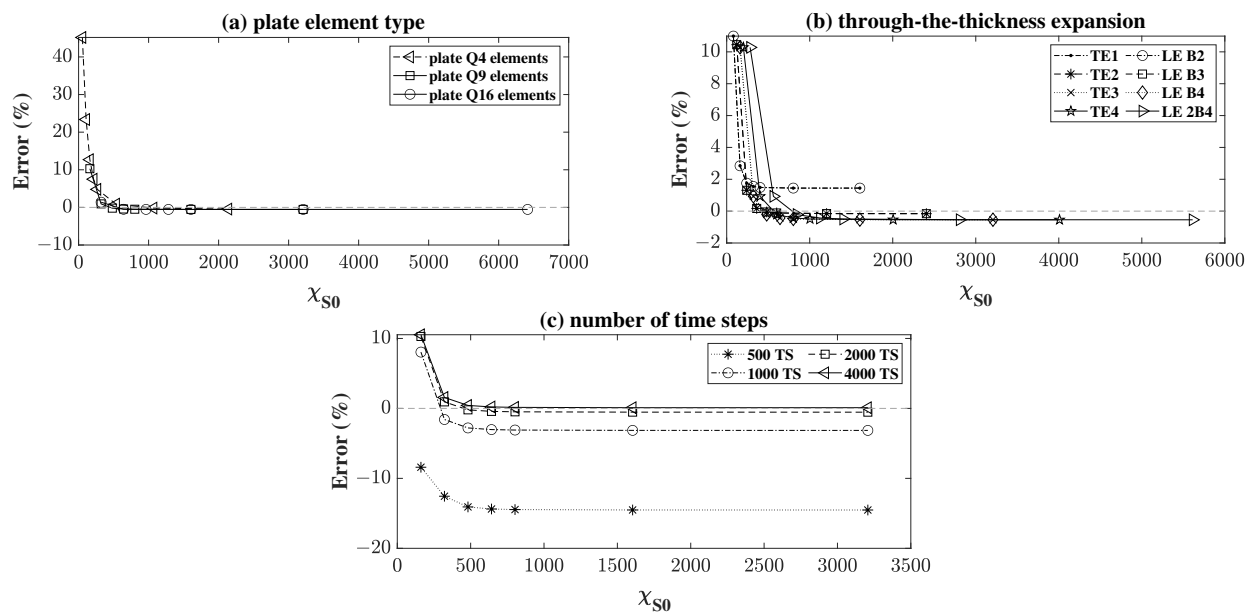 (a) plate element type
Error (%)
40
30
20
10
0
−10
0 1000 2000 3000 4000 5000 6000 7000
χS0
plate Q4 elements
plate Q9 elements
plate Q16 elements
(b) through-the-thickness expansion
Error (%)
10
8
6
4
2
0
−2
0 1000 2000 3000 4000 5000 6000
χS0
TE1 LE B2
TE2 LE B3
TE3 LE B4
TE4 LE 2B4
(c) number of time steps
Error (%)
10
0
−10
−20
0 500 1000 1500 2000 2500 3000 3500
χS0
500 TS 2000 TS
1000 TS 4000 TS